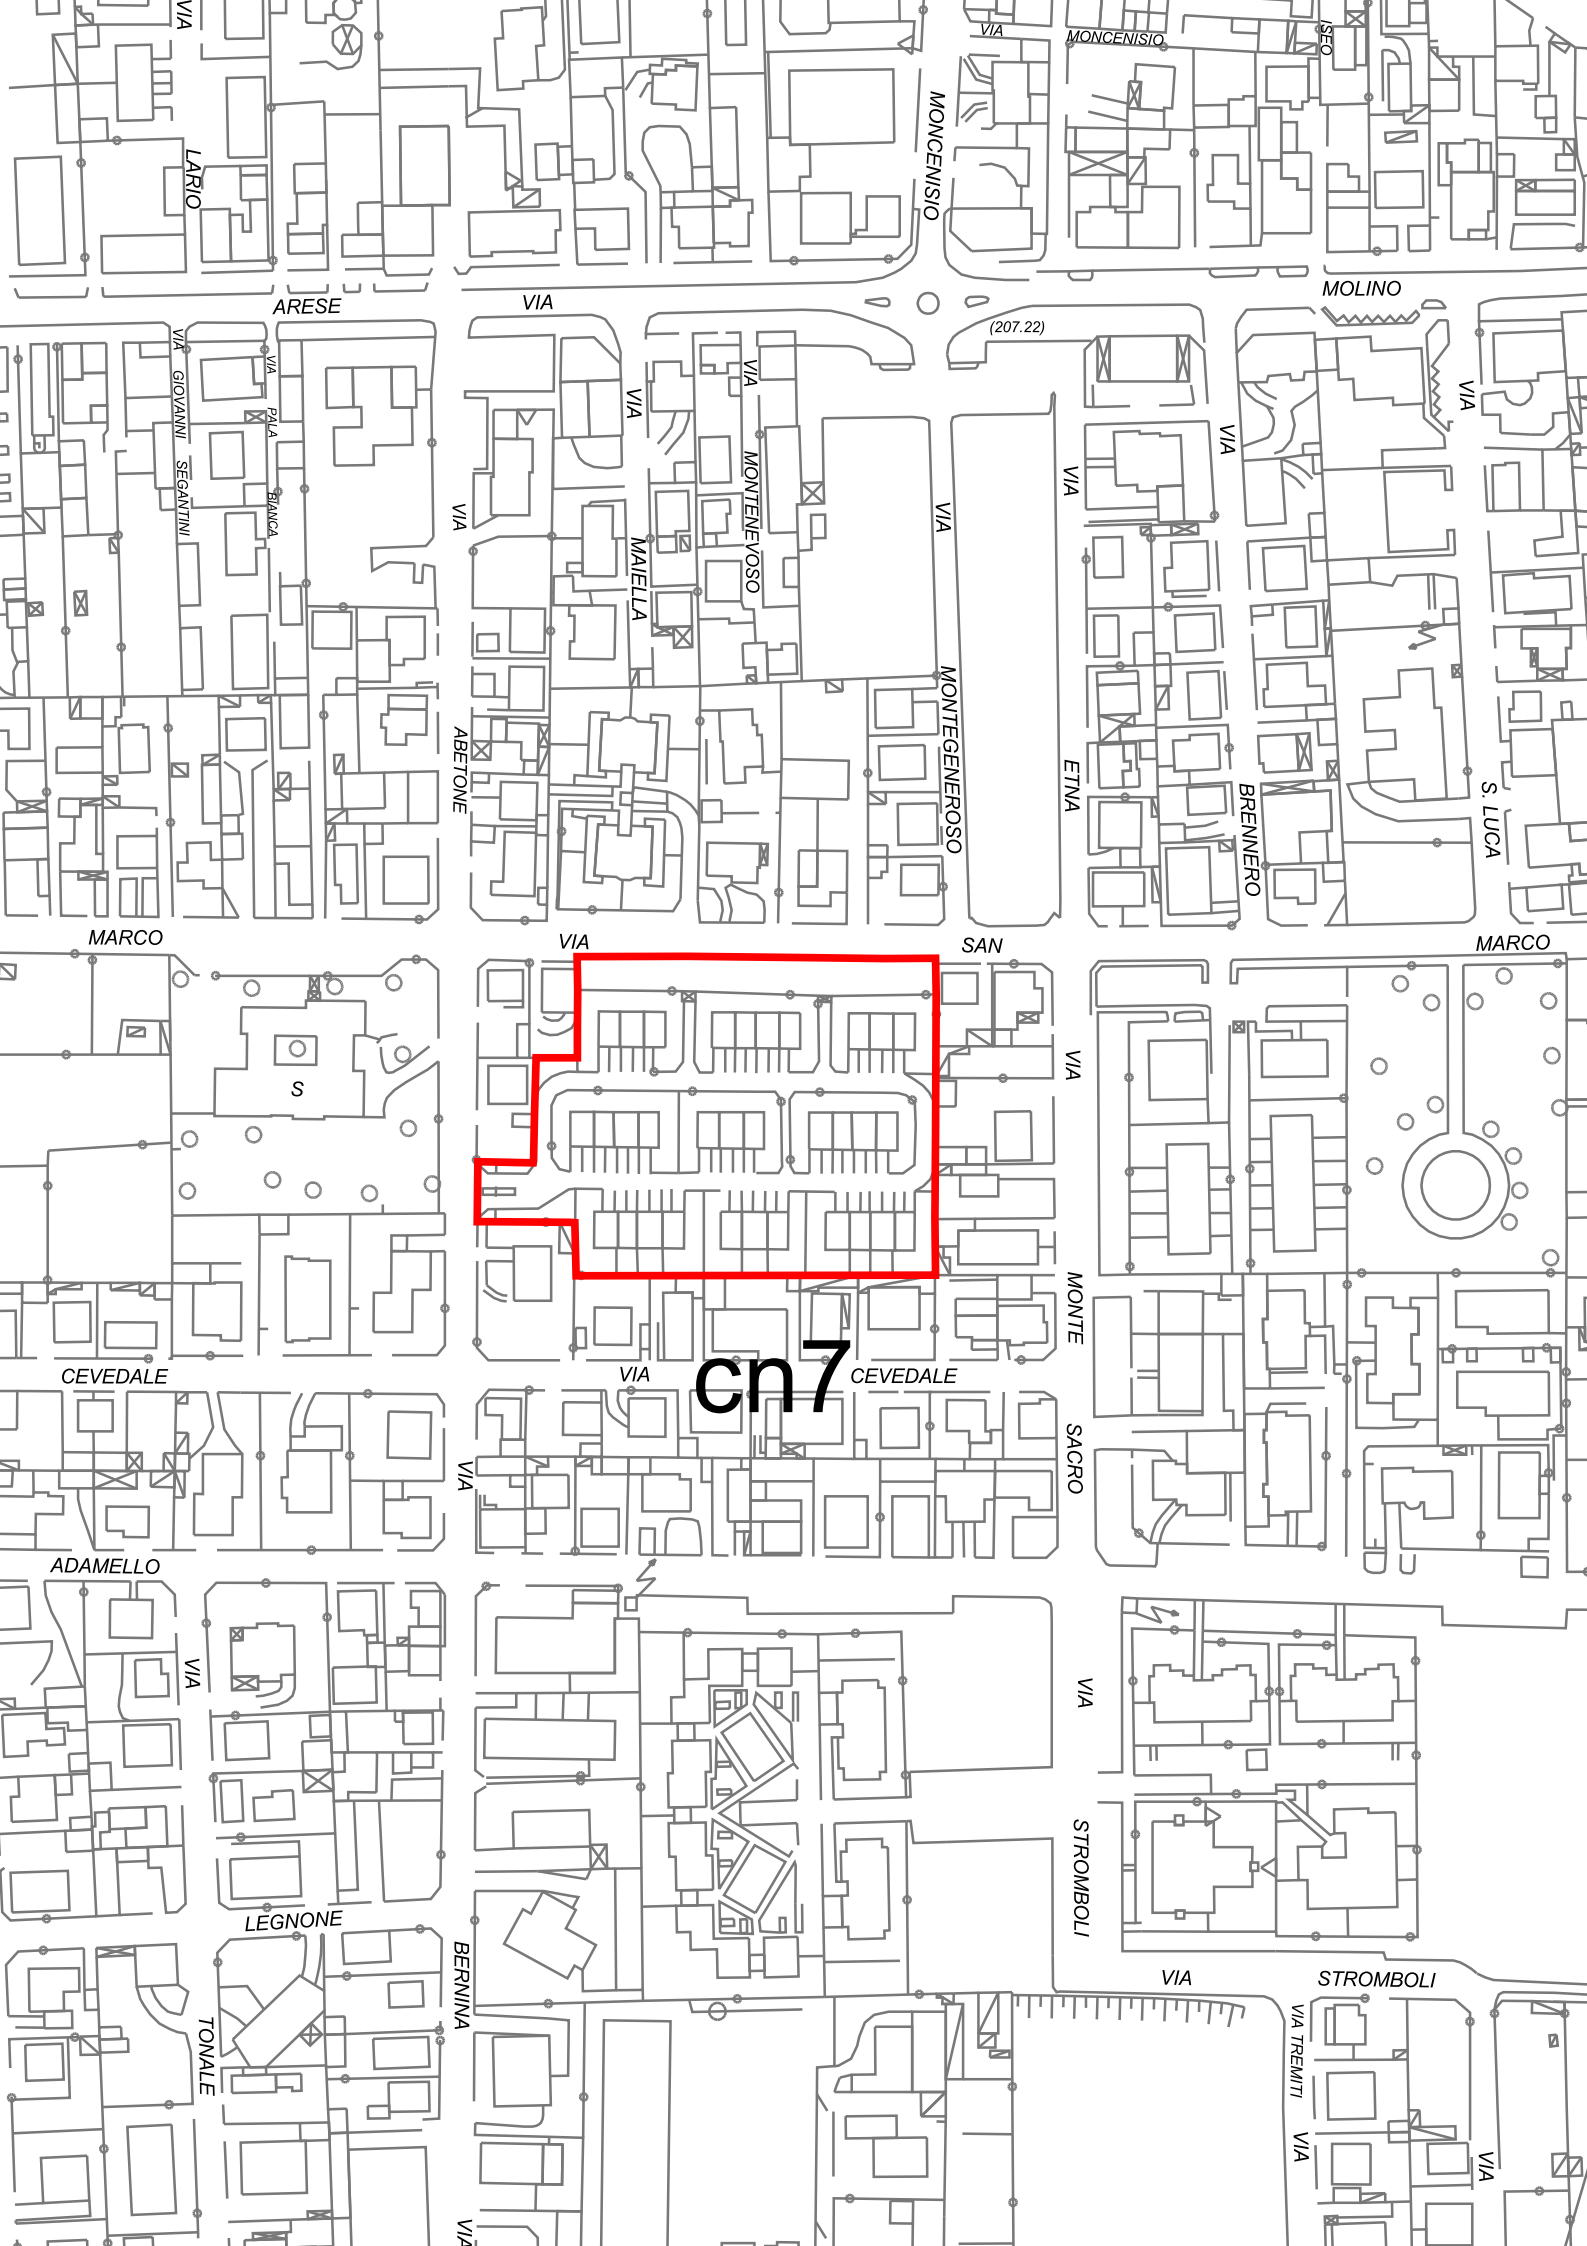 VIA
VIA
MONCENISIO
ISEO
LARIO
MONCENISIO
ARESE
VIA
MOLINO
(207.22)
VIA
GIOVANNI
SEGANTINI
VIA
PALA
BIANCA
VIA
VIA
VIA
VIA
VIA
VIA
VIA
VIA
MONTENEVOSO
MAIELLA
MONTEGENEROSO
ABETONE
ETNA
BRENNERO
S. LUCA
MARCO
VIA
SAN
MARCO
S
VIA
MONTE
SACRO
CEVEDALE
VIA
cn7
CEVEDALE
VIA
ADAMELLO
VIA
VIA
STROMBOLI
LEGNONE
BERNINA
TONALE
VIA
STROMBOLI
VIA TREMITI
VIA
VIA
VIA